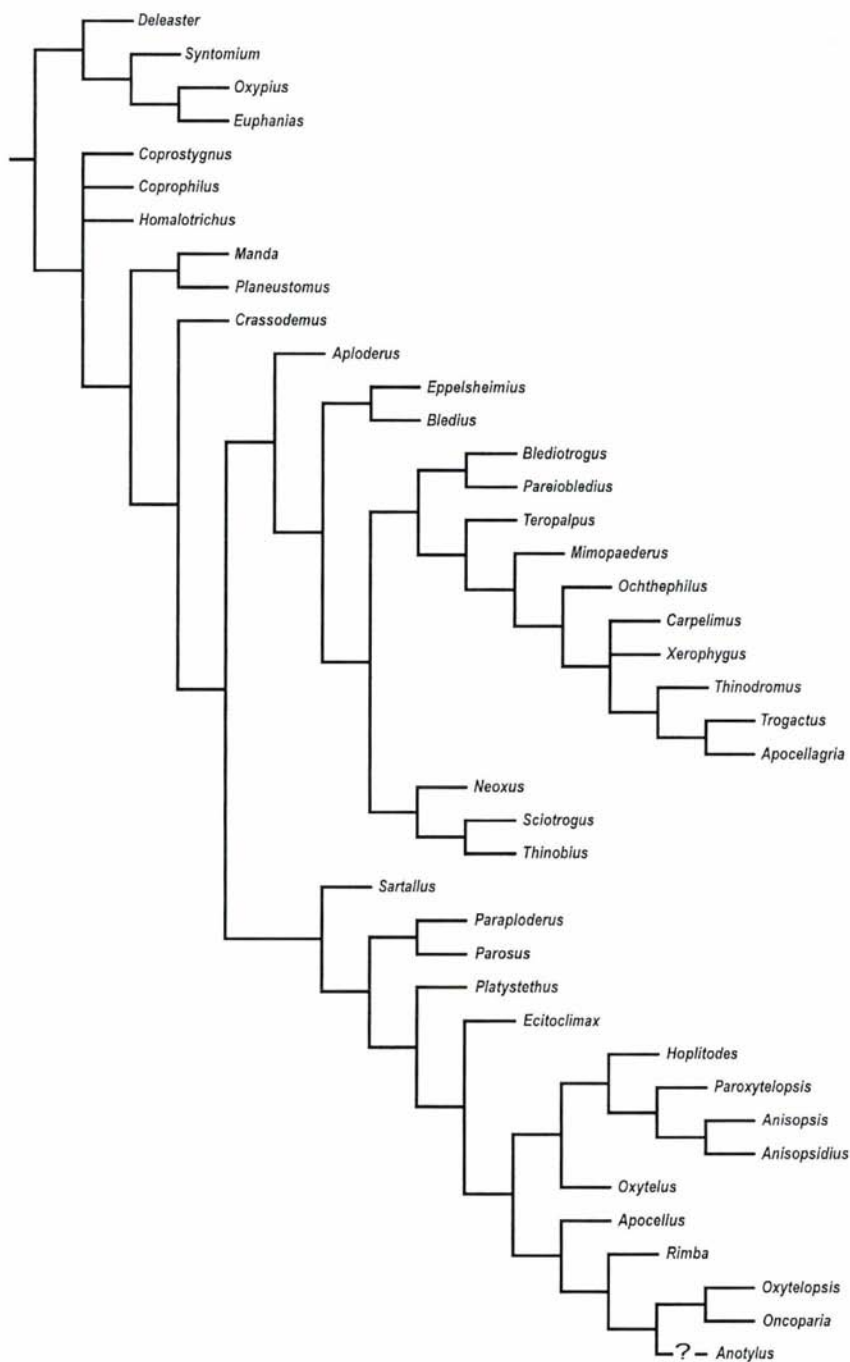 Deleaster
Syntomium
Oxypius
Euphanias
Coprostygnus
Coprophilus
Homalotrichus
Manda
Planeustomus
Crassodemus
Aploderus
Eppelsheimius
Bledius
Blediotrogus
Pareiobledius
Teropalpus
Mimopaederus
Ochthephilus
Carpelimus
Xerophygus
Thinodromus
Trogactus
Apocellagria
Neoxus
Sciotrogus
Thinobius
Sartallus
Paraploderus
Parosus
Platystethus
Ecitoclimax
Hoplitodes
Paroxytelopsis
Anisopsis
Anisopsidius
Oxytelus
Apocellus
Rimba
Oxytelopsis
Oncoparia
? Anotylus